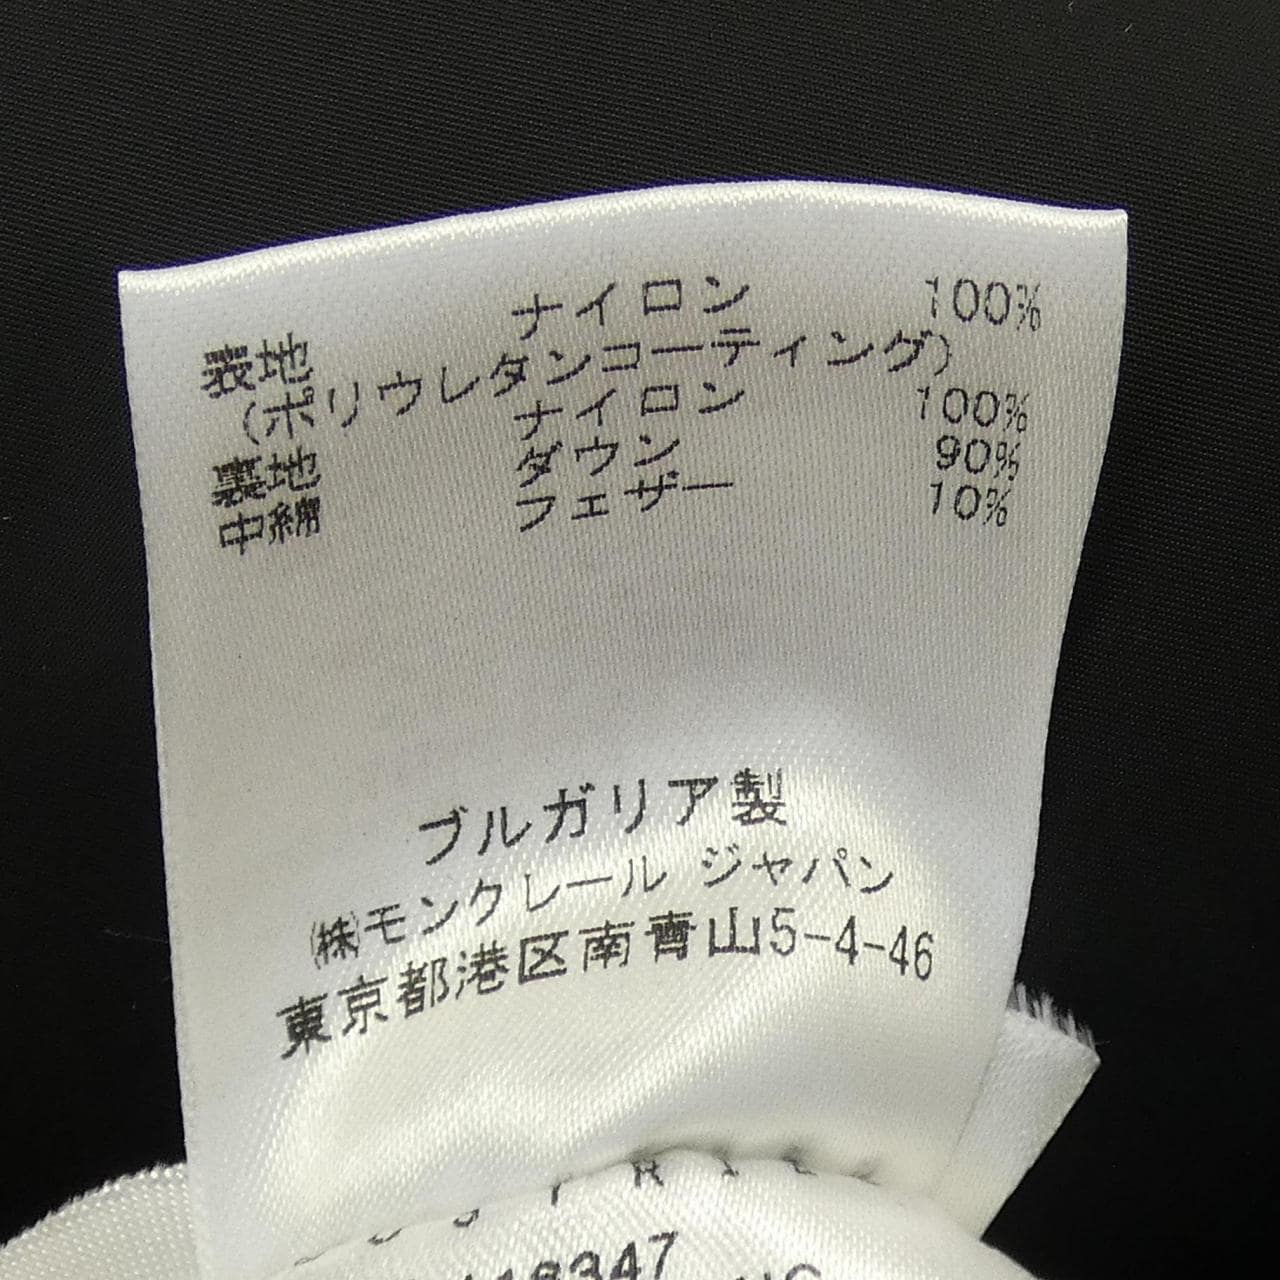 表地 ナイロン 100%
(ポリウレタンコーティング)
裏地 ナイロン 100%
中綿 ダウン 90%
フェザー 10%
ブルガリア製
㈱モンクレール ジャパン
東京都港区南青山5-4-46